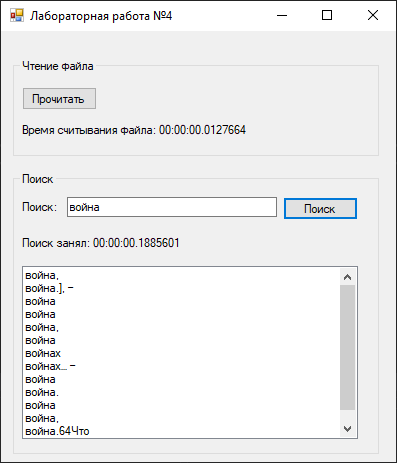 Лабораторная работа №4
Чтение файла
Прочитать
Время считывания файла: 00:00:00.0127664
Поиск
Поиск: война Поиск
Поиск занял: 00:00:00.1885601
война,
война.], –
война
война
война,
война
войнах
войнах... –
война
война.
война
война,
война.64Что